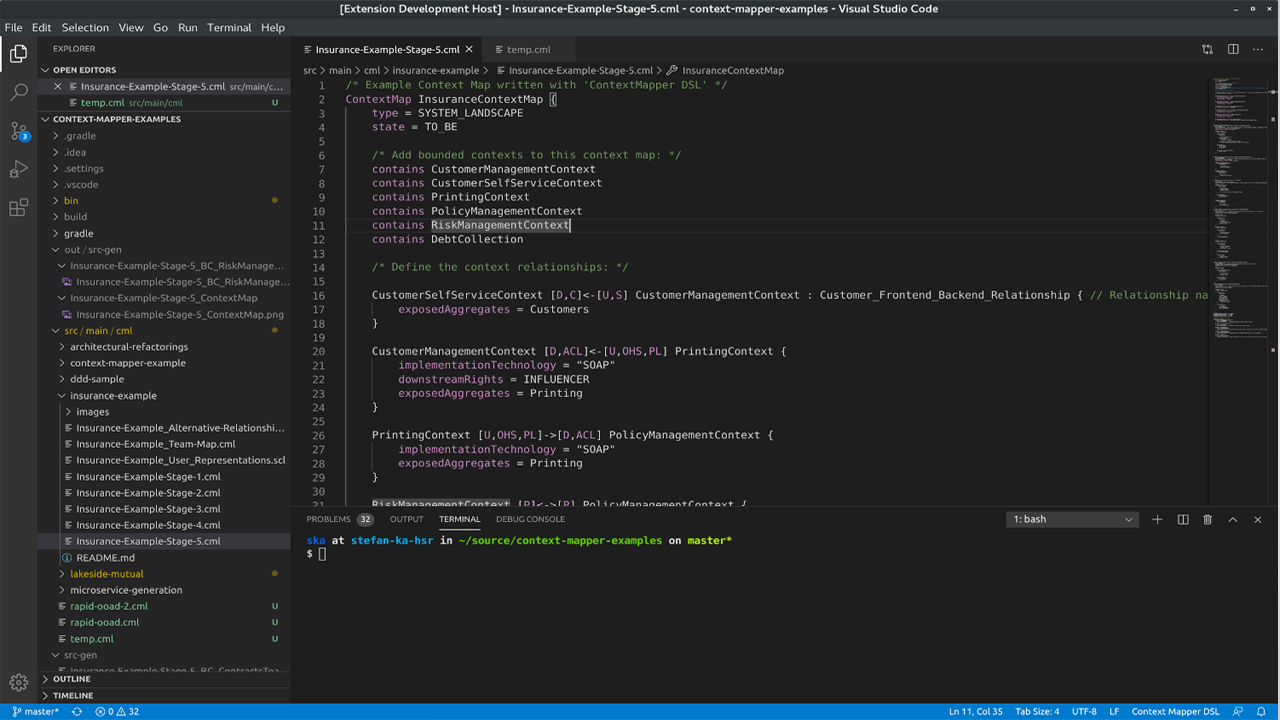 [Extension Development Host] - Insurance-Example-Stage-5.cml - context-mapper-examples - Visual Studio Code
File Edit Selection View Go Run Terminal Help
EXPLORER
OPEN EDITORS
Insurance-Example-Stage-5.cml src/main/c...
temp.cml src/main/cml U
3
CONTEXT-MAPPER-EXAMPLES
.gradle
.idea
.settings
.vscode
bin
build
gradle
out / src-gen
Insurance-Example-Stage-5_BC_RiskManage...
Insurance-Example-Stage-5_BC_RiskManage...
Insurance-Example-Stage-5_ContextMap
Insurance-Example-Stage-5_ContextMap.png
src / main / cml
architectural-refactorings
context-mapper-example
ddd-sample
insurance-example
images
Insurance-Example_Alternative-Relationshi...
Insurance-Example_Team-Map.cml
Insurance-Example_User_Representations.scl
Insurance-Example-Stage-1.cml
Insurance-Example-Stage-2.cml
Insurance-Example-Stage-3.cml
Insurance-Example-Stage-4.cml
Insurance-Example-Stage-5.cml
README.md
lakeside-mutual
microservice-generation
rapid-ooad-2.cml U
rapid-ooad.cml U
temp.cml U
src-gen
Insurance-Example-Stage-5_BC_ContractsTea...
OUTLINE
TIMELINE
Insurance-Example-Stage-5.cml temp.cml
src > main > cml > insurance-example > Insurance-Example-Stage-5.cml > InsuranceContextMap
1 /* Example Context Map written with 'ContextMapper DSL' */
2 ContextMap InsuranceContextMap {
3 type = SYSTEM_LANDSCAPE
4 state = TO_BE
5
6 /* Add bounded contexts to this context map: */
7 contains CustomerManagementContext
8 contains CustomerSelfServiceContext
9 contains PrintingContext
10 contains PolicyManagementContext
11 contains RiskManagementContext
12 contains DebtCollection
13
14 /* Define the context relationships: */
15
16 CustomerSelfServiceContext [D,C]<-[U,S] CustomerManagementContext : Customer_Frontend_Backend_Relationship { // Relationship na
17 exposedAggregates = Customers
18 }
19
20 CustomerManagementContext [D,ACL]<-[U,OHS,PL] PrintingContext {
21 implementationTechnology = "SOAP"
22 downstreamRights = INFLUENCER
23 exposedAggregates = Printing
24 }
25
26 PrintingContext [U,OHS,PL]->[D,ACL] PolicyManagementContext {
27 implementationTechnology = "SOAP"
28 exposedAggregates = Printing
29 }
30
31 RiskManagementContext [P]<->[P] PolicyManagementContext {
PROBLEMS 32 OUTPUT TERMINAL DEBUG CONSOLE 1: bash
ska at stefan-ka-hsr in ~/source/context-mapper-examples on master*
$
master* 0 32 Ln 11, Col 35 Tab Size: 4 UTF-8 LF Context Mapper DSL